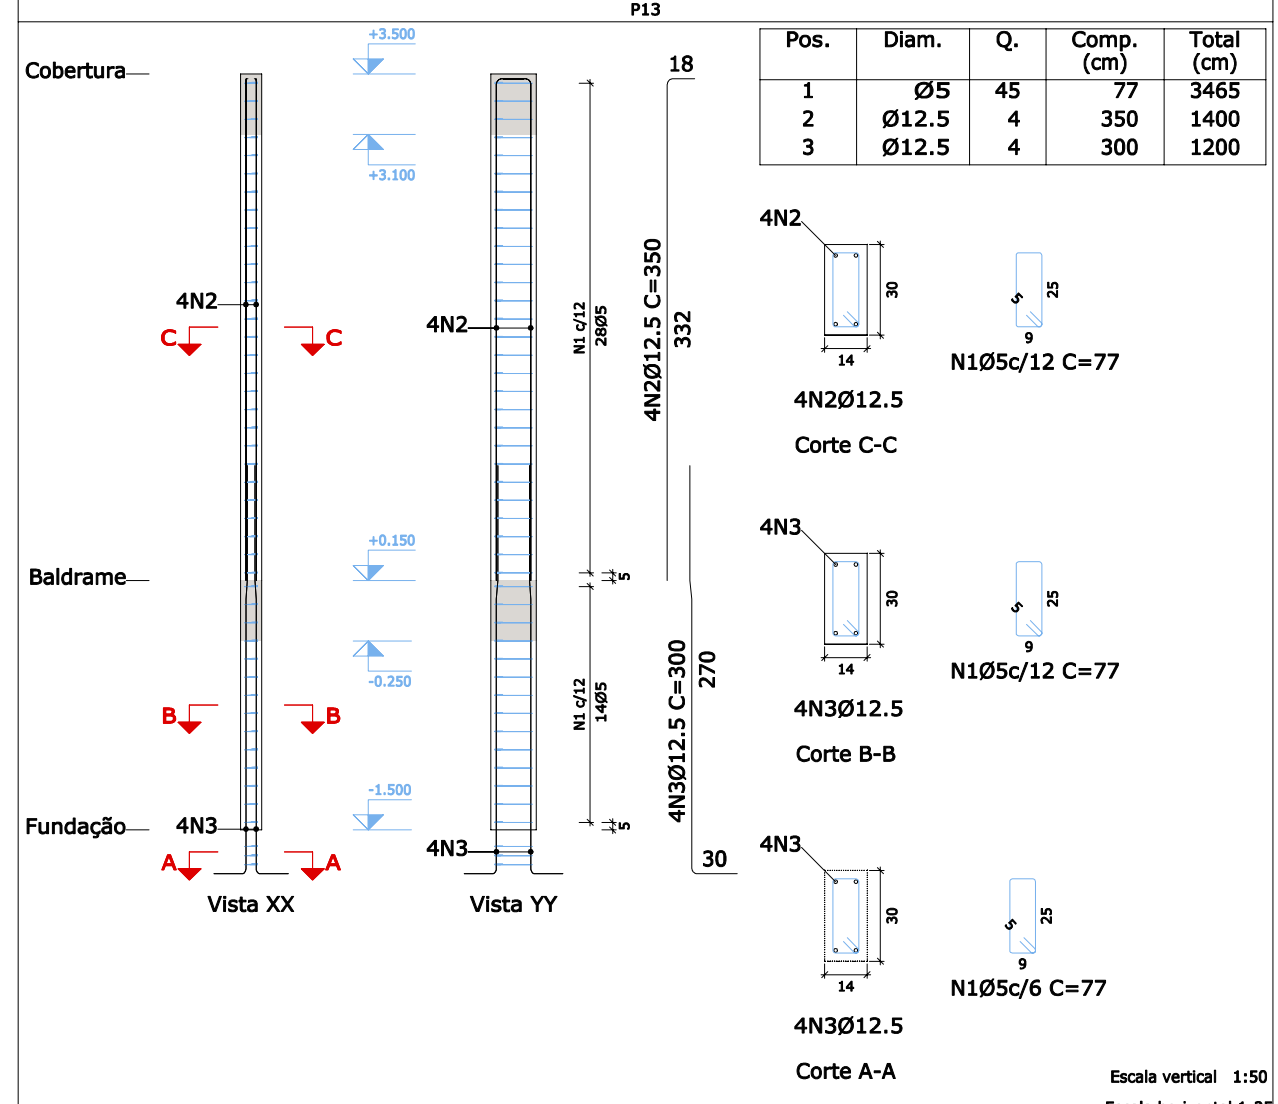 P13
Pos. Diam. Q. Comp. (cm) Total (cm)
1 Ø5 45 77 3465
2 Ø12.5 4 350 1400
3 Ø12.5 4 300 1200
+3.500
Cobertura
+3.100
4N2
C C
+0.150
Baldrame
-0.250
B B
-1.500
Fundação
4N3
A A
Vista XX
4N2
N1 c/12
28Ø5
5
N1 c/12
14Ø5
5
4N3
Vista YY
18
4N2Ø12.5 C=350
332
4N3Ø12.5 C=300
270
30
4N2
30
14
4N2Ø12.5
Corte C-C
5
25
9
N1Ø5c/12 C=77
4N3
30
14
4N3Ø12.5
Corte B-B
5
25
9
N1Ø5c/12 C=77
4N3
30
14
4N3Ø12.5
Corte A-A
5
25
9
N1Ø5c/6 C=77
Escala vertical 1:50